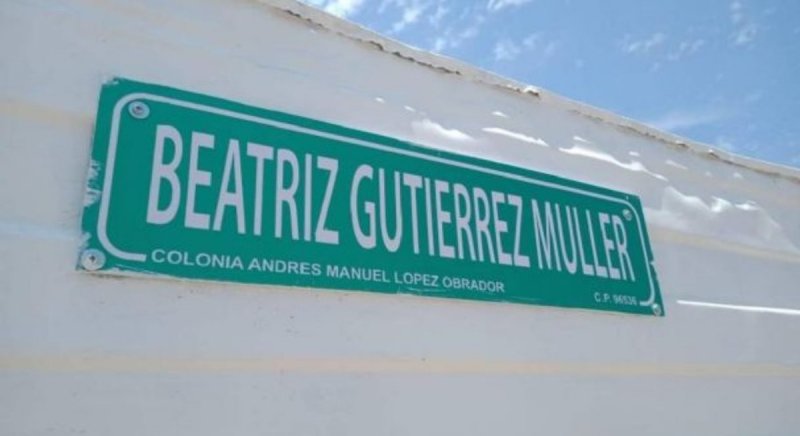 BEATRIZ GUTIERREZ MULLER
COLONIA ANDRES MANUEL LOPEZ OBRADOR
C.P. 96536